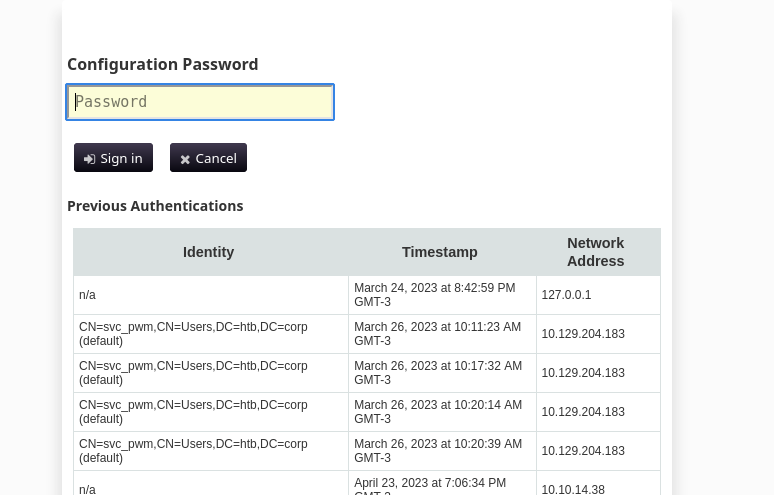 Configuration Password
Password
Sign in
Cancel
Previous Authentications
Identity
Timestamp
Network
Address
n/a
March 24, 2023 at 8:42:59 PM
GMT-3
127.0.0.1
CN=svc_pwm,CN=Users,DC=htb,DC=corp
(default)
March 26, 2023 at 10:11:23 AM
GMT-3
10.129.204.183
CN=svc_pwm,CN=Users,DC=htb,DC=corp
(default)
March 26, 2023 at 10:17:32 AM
GMT-3
10.129.204.183
CN=svc_pwm,CN=Users,DC=htb,DC=corp
(default)
March 26, 2023 at 10:20:14 AM
GMT-3
10.129.204.183
CN=svc_pwm,CN=Users,DC=htb,DC=corp
(default)
March 26, 2023 at 10:20:39 AM
GMT-3
10.129.204.183
n/a
April 23, 2023 at 7:06:34 PM
10.10.14.38